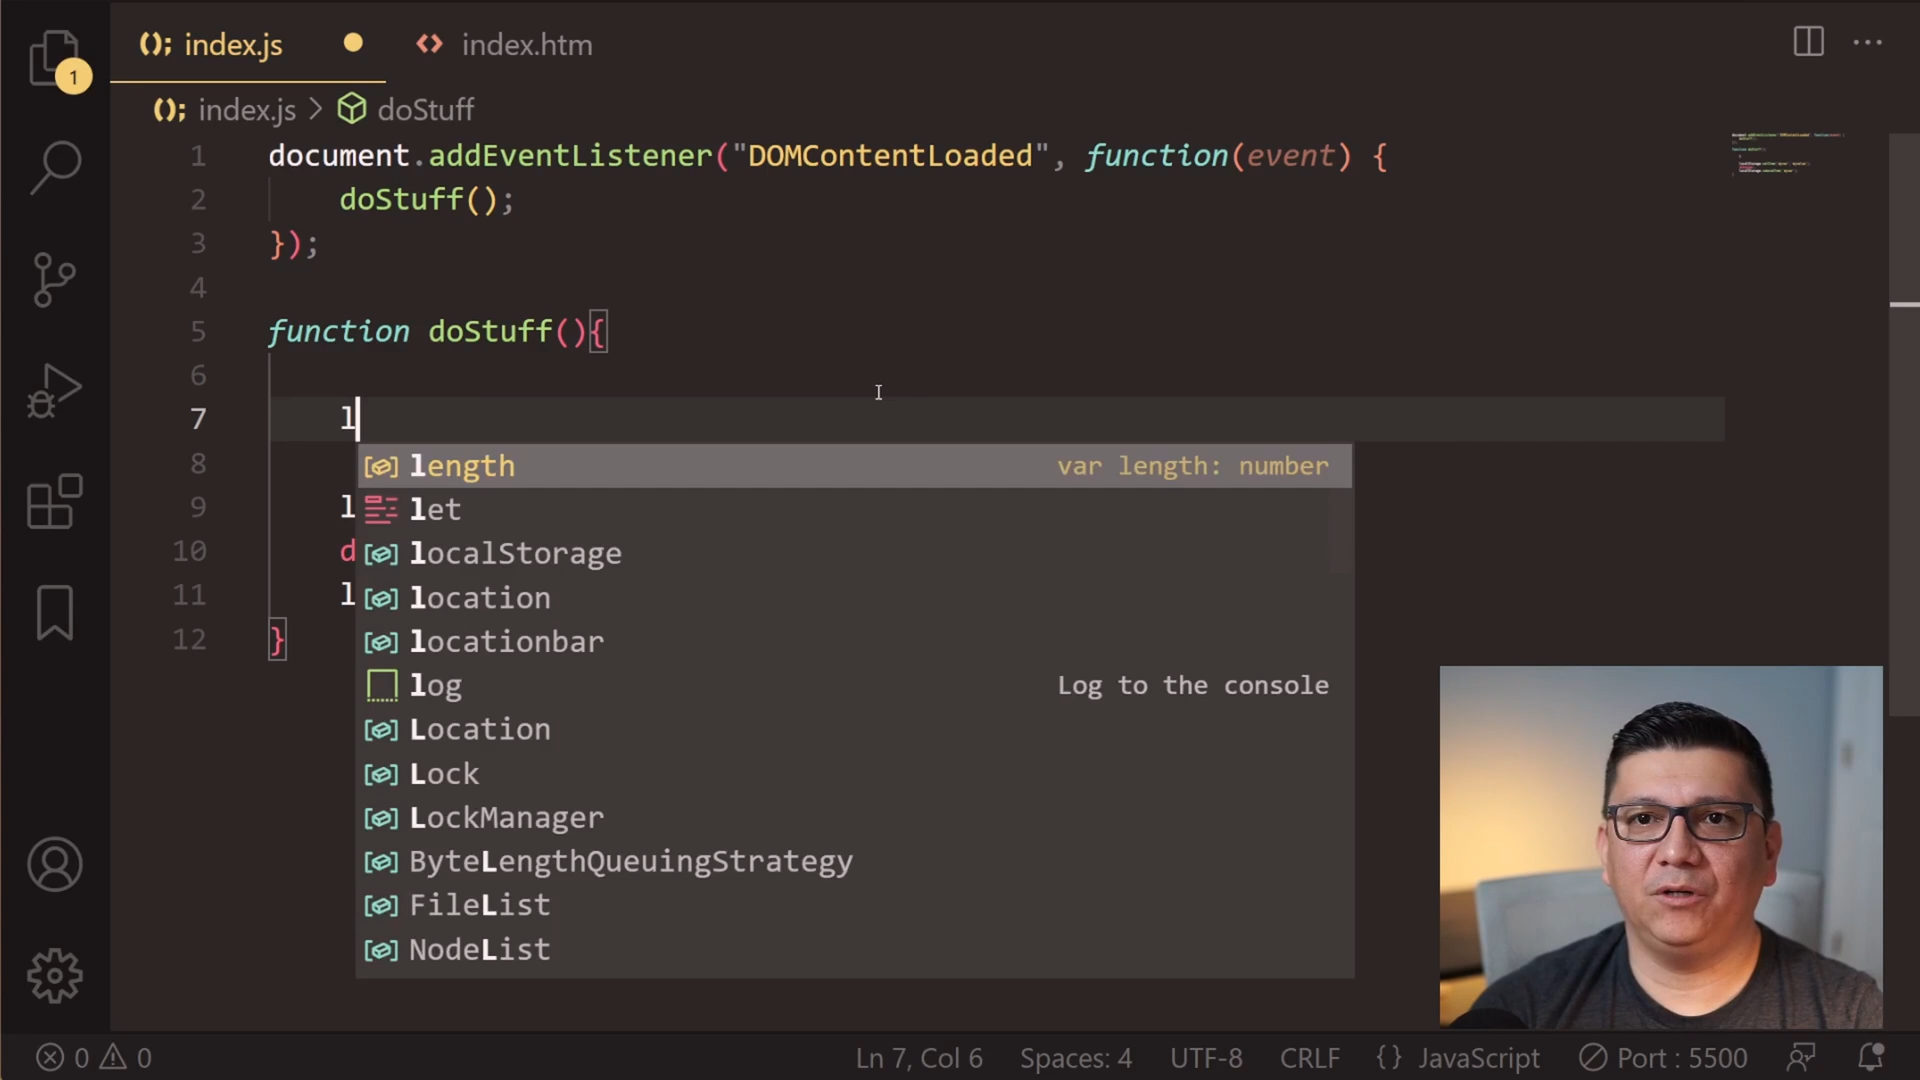 (); index.js ● <> index.htm ...
1
(); index.js > doStuff
1 document.addEventListener("DOMContentLoaded", function(event) {
2 doStuff();
3 });
4
5 function doStuff(){
6
7 l
length var length: number
8
let
9 l
localStorage
10 d
location
11 l
locationbar
12 }
log Log to the console
Location
Lock
LockManager
ByteLengthQueuingStrategy
FileList
NodeList
0 0 Ln 7, Col 6 Spaces: 4 UTF-8 CRLF {} JavaScript Port : 5500